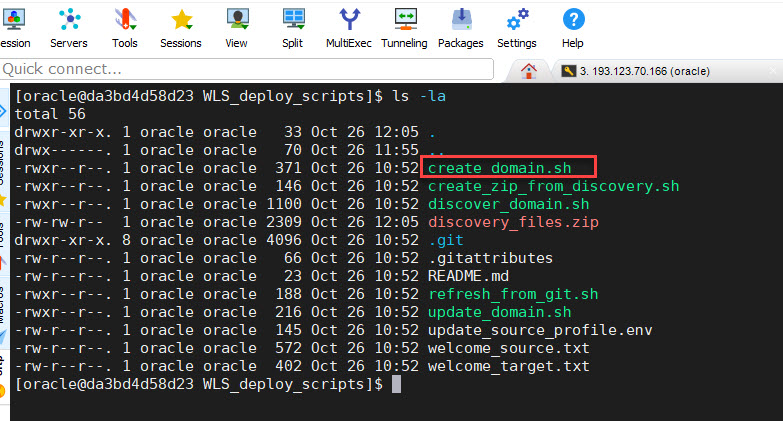 ession Servers Tools Sessions View Split MultiExec Tunneling Packages Settings Help
Quick connect...
3. 193.123.70.166 (oracle)
[oracle@da3bd4d58d23 WLS_deploy_scripts]$ ls -la
total 56
drwxr-xr-x. 1 oracle oracle   33 Oct 26 12:05 .
drwx------. 1 oracle oracle   70 Oct 26 11:55 ..
-rwxr--r--. 1 oracle oracle  371 Oct 26 10:52 create_domain.sh
-rwxr--r--. 1 oracle oracle  146 Oct 26 10:52 create_zip_from_discovery.sh
-rwxr--r--. 1 oracle oracle 1100 Oct 26 10:52 discover_domain.sh
-rw-rw-r--  1 oracle oracle 2309 Oct 26 12:05 discovery_files.zip
drwxr-xr-x. 8 oracle oracle 4096 Oct 26 10:52 .git
-rw-r--r--. 1 oracle oracle   66 Oct 26 10:52 .gitattributes
-rw-r--r--. 1 oracle oracle   23 Oct 26 10:52 README.md
-rwxr--r--. 1 oracle oracle  188 Oct 26 10:52 refresh_from_git.sh
-rwxr--r--. 1 oracle oracle  216 Oct 26 10:52 update_domain.sh
-rw-r--r--. 1 oracle oracle  145 Oct 26 10:52 update_source_profile.env
-rw-r--r--. 1 oracle oracle  572 Oct 26 10:52 welcome_source.txt
-rw-r--r--. 1 oracle oracle  402 Oct 26 10:52 welcome_target.txt
[oracle@da3bd4d58d23 WLS_deploy_scripts]$
Sessions
Tools
Macros